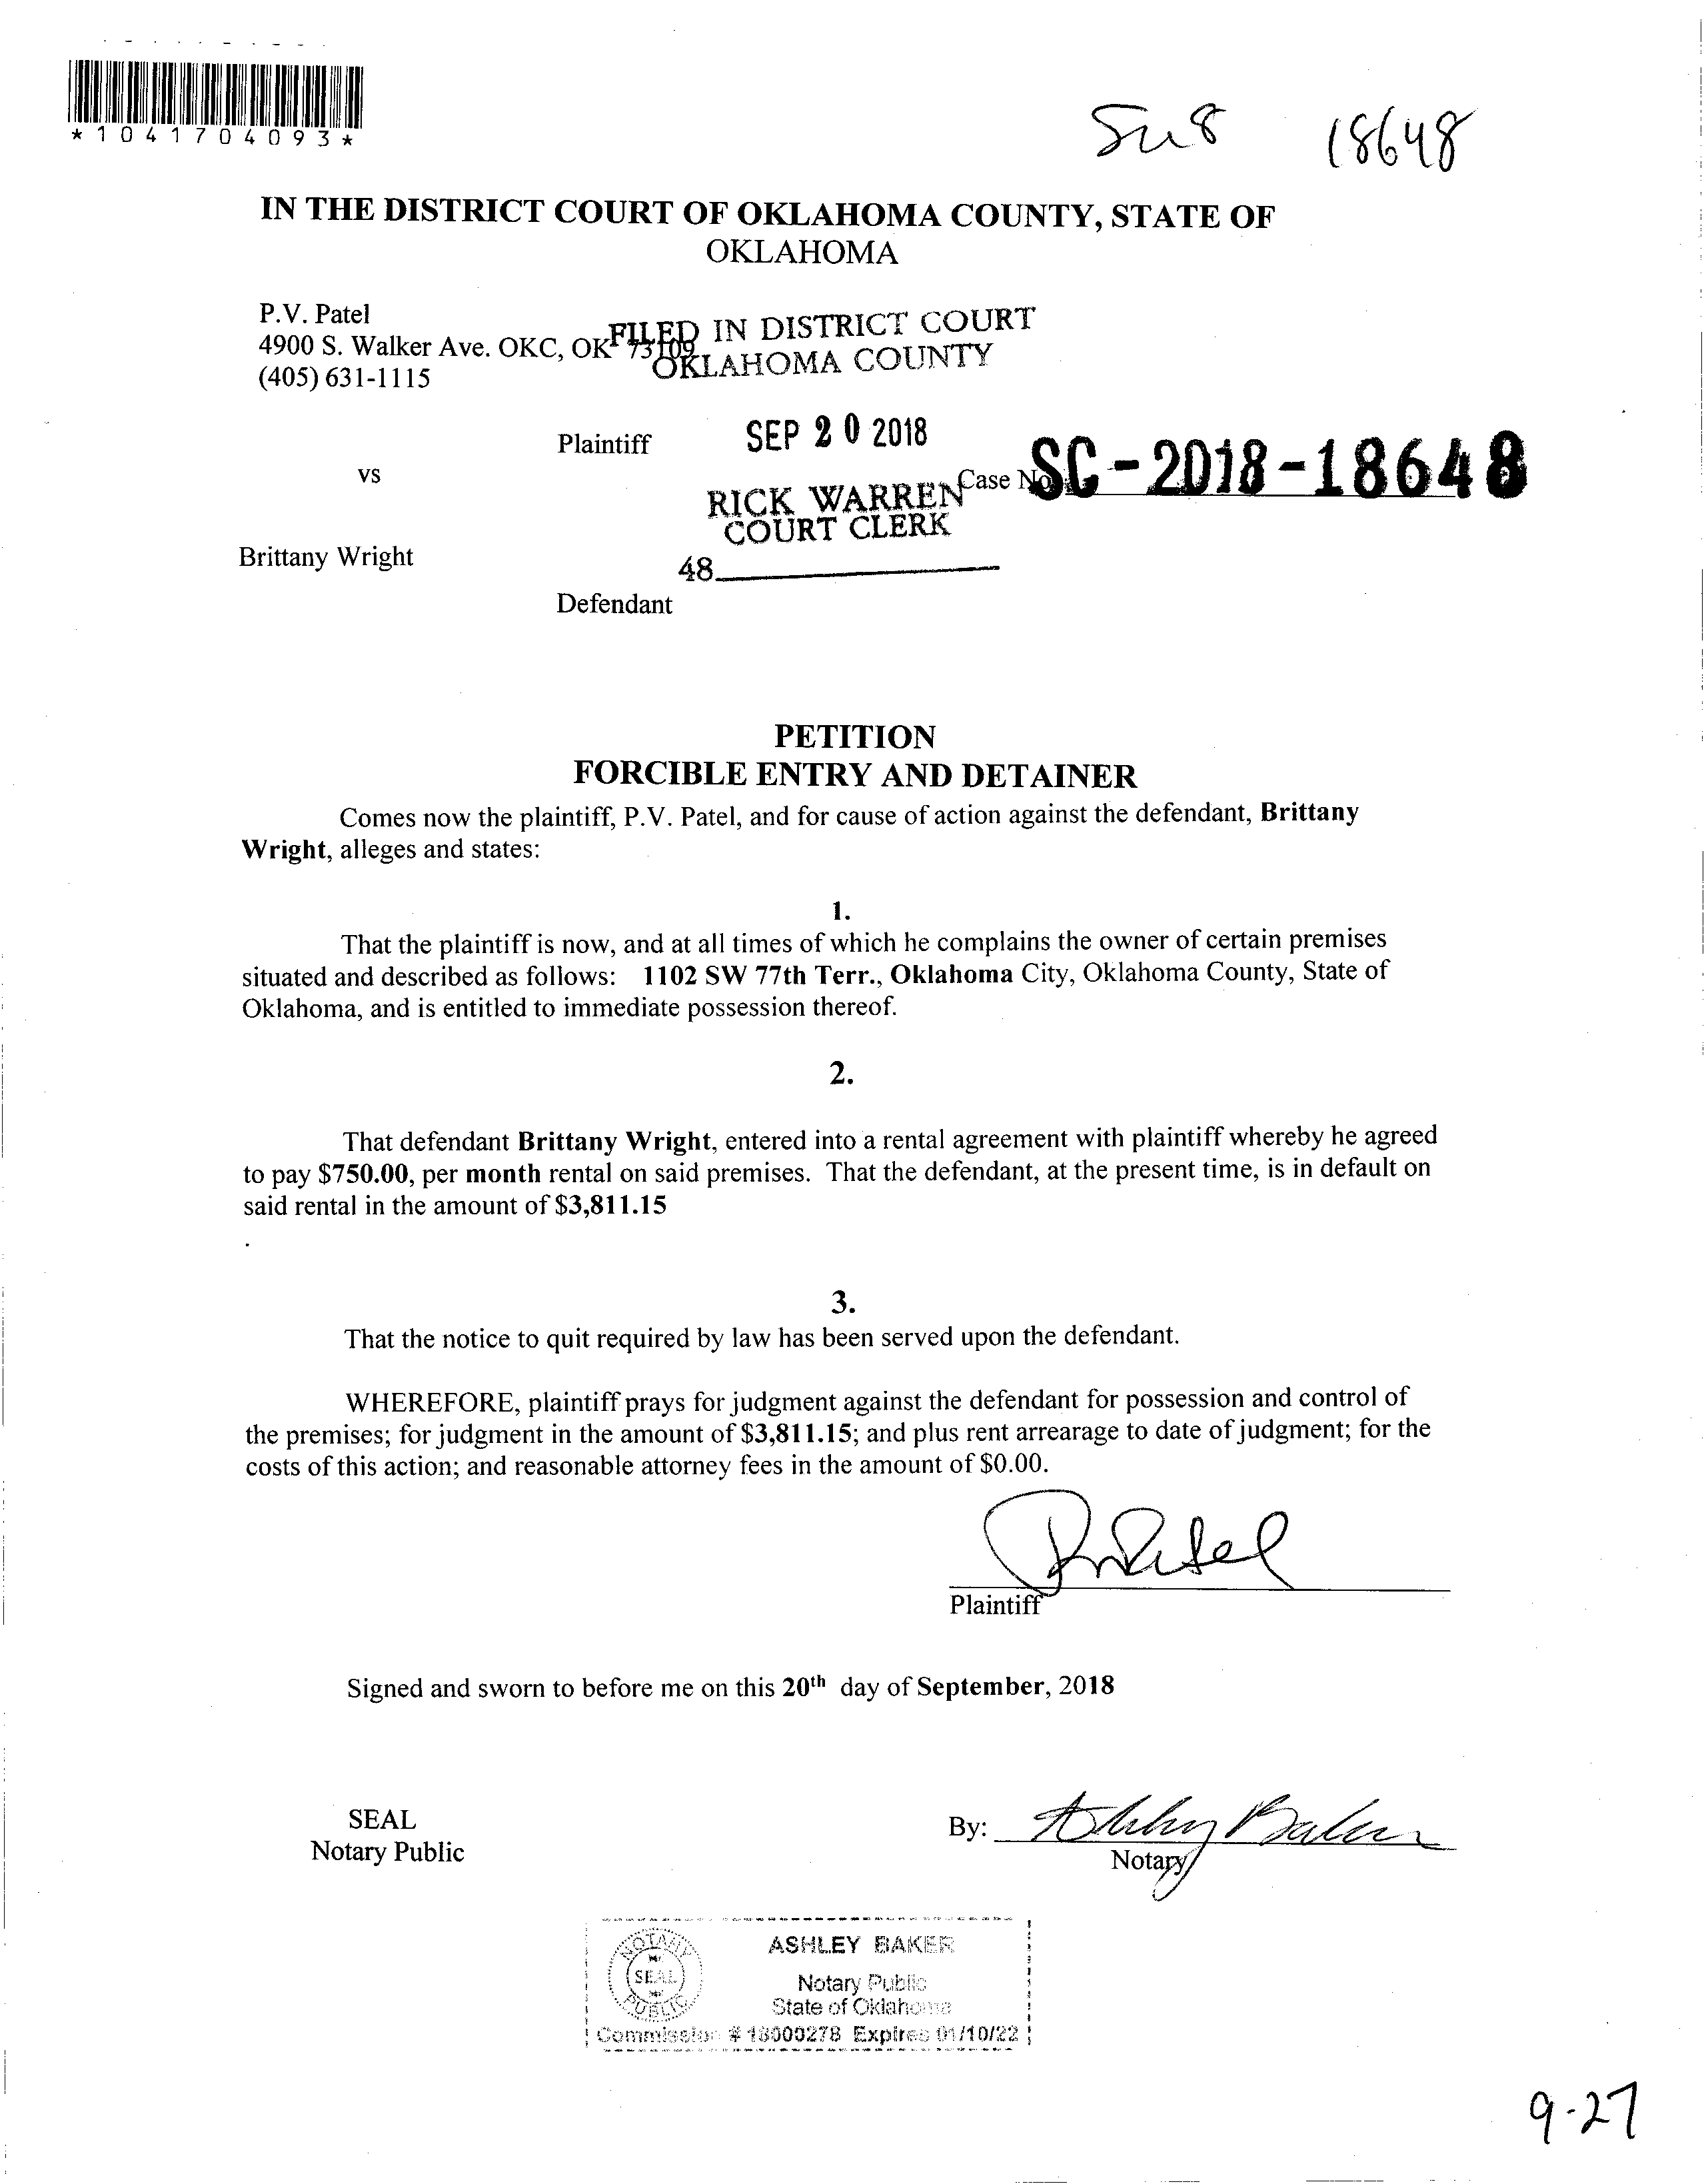 *1041704093*
18648
IN THE DISTRICT COURT OF OKLAHOMA COUNTY, STATE OF
OKLAHOMA
P.V. Patel
4900 S. Walker Ave. OKC, OK 73109
(405) 631-1115
FILED IN DISTRICT COURT
OKLAHOMA COUNTY
Plaintiff
SEP 20 2018
vs
Case No. SC-2018-18648
RICK WARREN
COURT CLERK
Brittany Wright
48
Defendant
PETITION
FORCIBLE ENTRY AND DETAINER
Comes now the plaintiff, P.V. Patel, and for cause of action against the defendant, Brittany
Wright, alleges and states:
1.
That the plaintiff is now, and at all times of which he complains the owner of certain premises
situated and described as follows: 1102 SW 77th Terr., Oklahoma City, Oklahoma County, State of
Oklahoma, and is entitled to immediate possession thereof.
2.
That defendant Brittany Wright, entered into a rental agreement with plaintiff whereby he agreed
to pay $750.00, per month rental on said premises. That the defendant, at the present time, is in default on
said rental in the amount of $3,811.15
.
3.
That the notice to quit required by law has been served upon the defendant.
WHEREFORE, plaintiff prays for judgment against the defendant for possession and control of
the premises; for judgment in the amount of $3,811.15; and plus rent arrearage to date of judgment; for the
costs of this action; and reasonable attorney fees in the amount of $0.00.
Plaintiff
Signed and sworn to before me on this 20th day of September, 2018
SEAL
Notary Public
By: Ashley Baker
Notary
NOTARY
SEAL
PUBLIC
ASHLEY BAKER
Notary Public
State of Oklahoma
Commission # 18000278 Expires 01/10/22
9-27